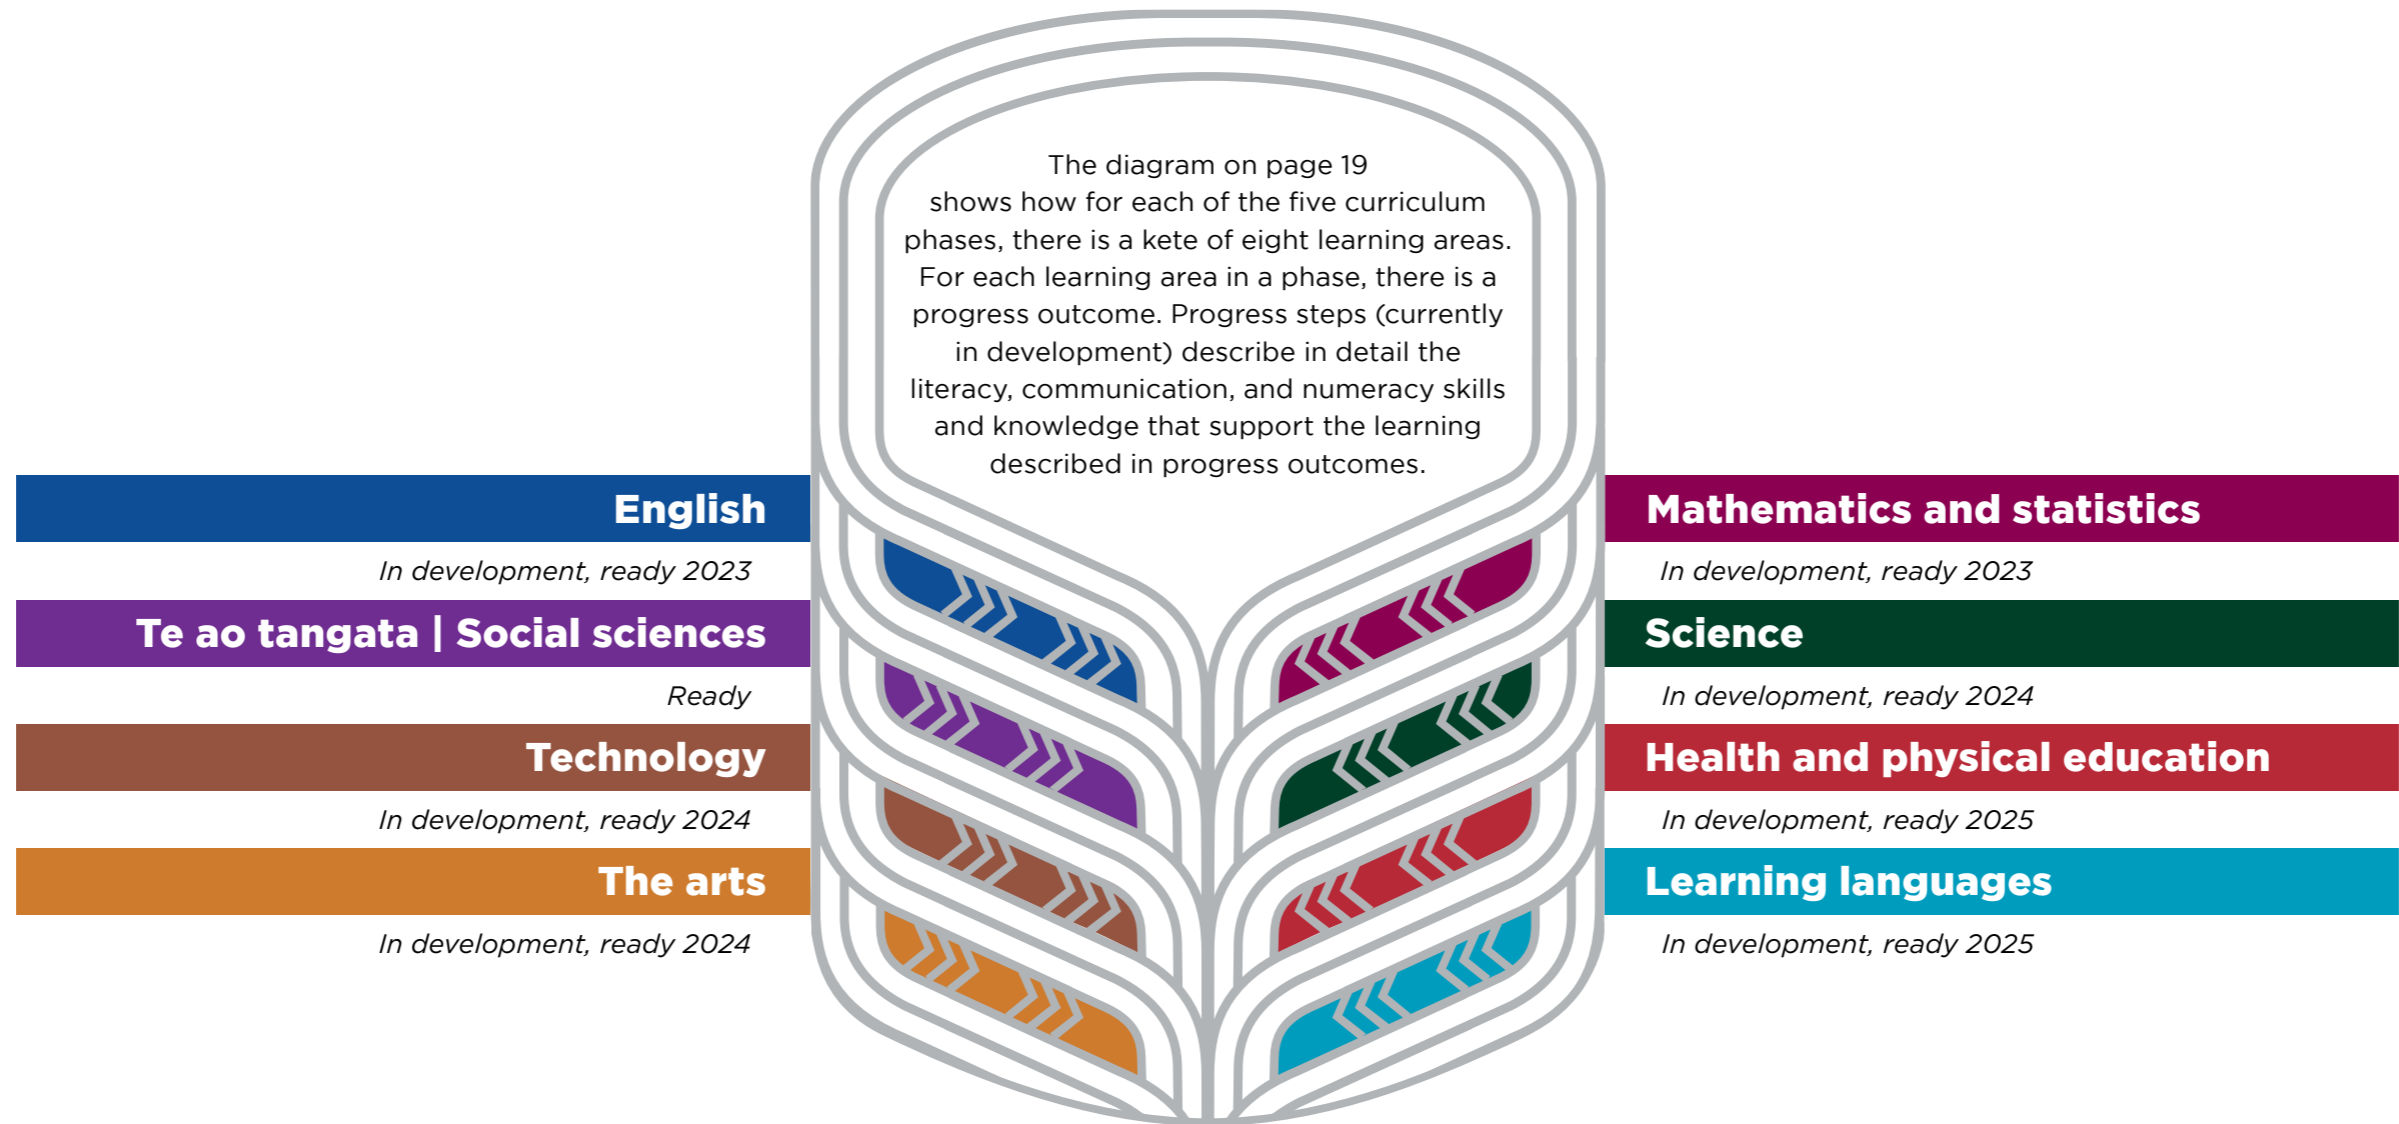 The diagram on page 19
shows how for each of the five curriculum
phases, there is a kete of eight learning areas.
For each learning area in a phase, there is a
progress outcome. Progress steps (currently
in development) describe in detail the
literacy, communication, and numeracy skills
and knowledge that support the learning
described in progress outcomes.
English
In development, ready 2023
Te ao tangata | Social sciences
Ready
Technology
In development, ready 2024
The arts
In development, ready 2024
Mathematics and statistics
In development, ready 2023
Science
In development, ready 2024
Health and physical education
In development, ready 2025
Learning languages
In development, ready 2025